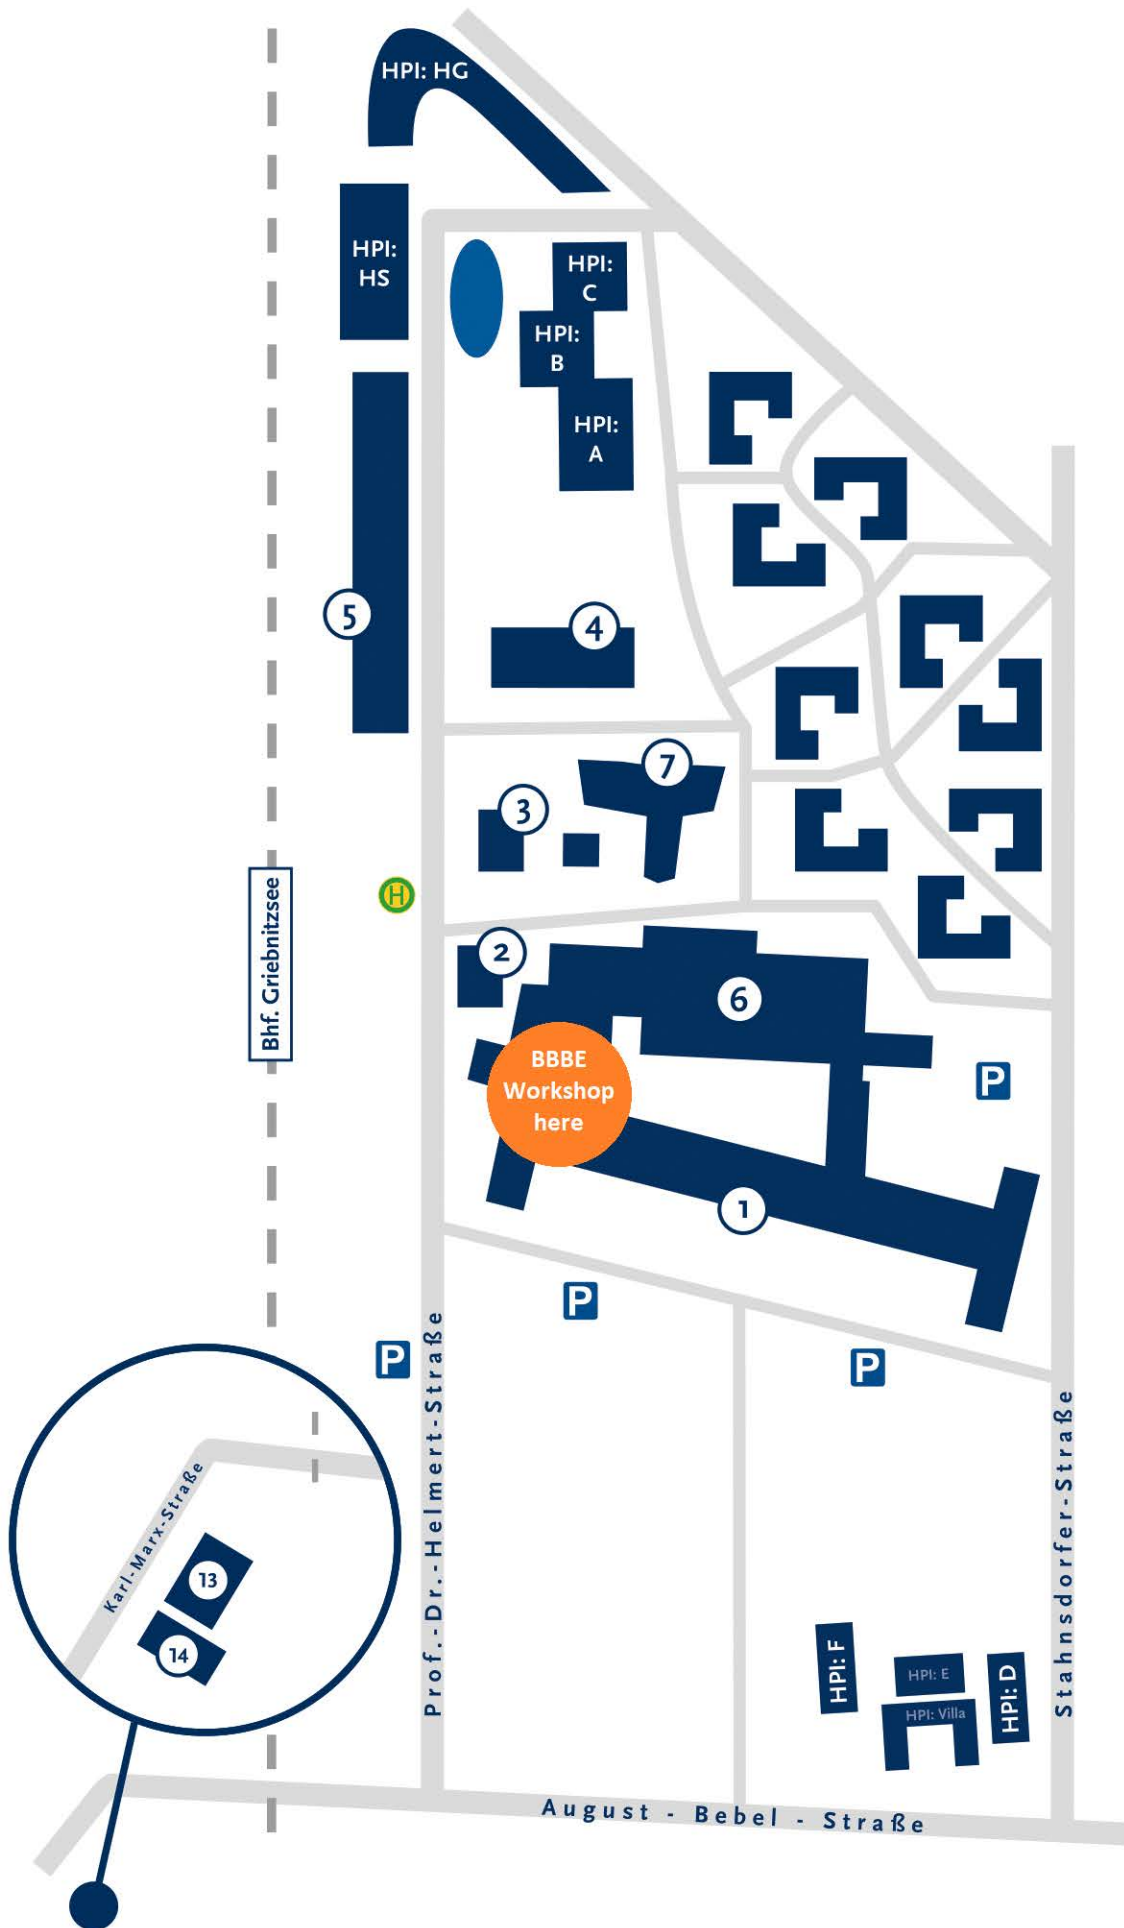 HPI: HG
HPI:
HS
HPI:
C
HPI:
B
HPI:
A
5
4
7
3
H
Bhf. Griebnitzsee
2
6
BBBE
Workshop
here
P
1
P
P
P
Prof.-Dr.-Helmert-Straße
Stahnsdorfer-Straße
Karl-Marx-Straße
13
14
HPI: F
HPI: E
HPI: D
HPI: Villa
August - Bebel - Straße